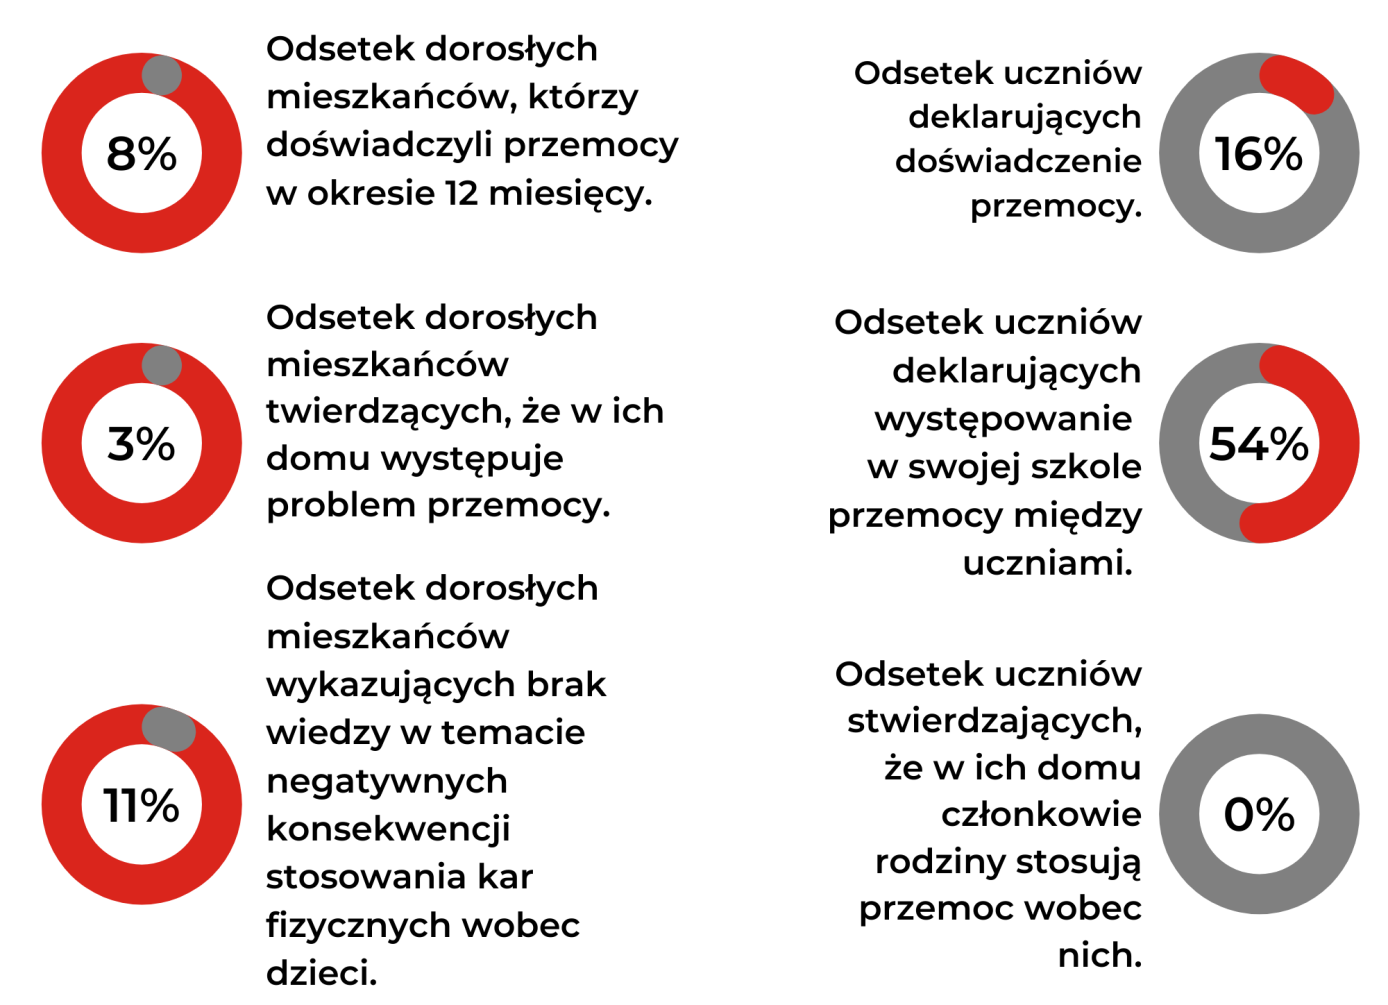 8%
Odsetek dorosłych
mieszkańców, którzy
doświadczyli przemocy
w okresie 12 miesięcy.
3%
Odsetek dorosłych
mieszkańców
twierdzących, że w ich
domu występuje
problem przemocy.
11%
Odsetek dorosłych
mieszkańców
wykazujących brak
wiedzy w temacie
negatywnych
konsekwencji
stosowania kar
fizycznych wobec
dzieci.
Odsetek uczniów
deklarujących
doświadczenie
przemocy.
16%
Odsetek uczniów
deklarujących
występowanie
w swojej szkole
przemocy między
uczniami.
54%
Odsetek uczniów
stwierdzających,
że w ich domu
członkowie
rodziny stosują
przemoc wobec
nich.
0%